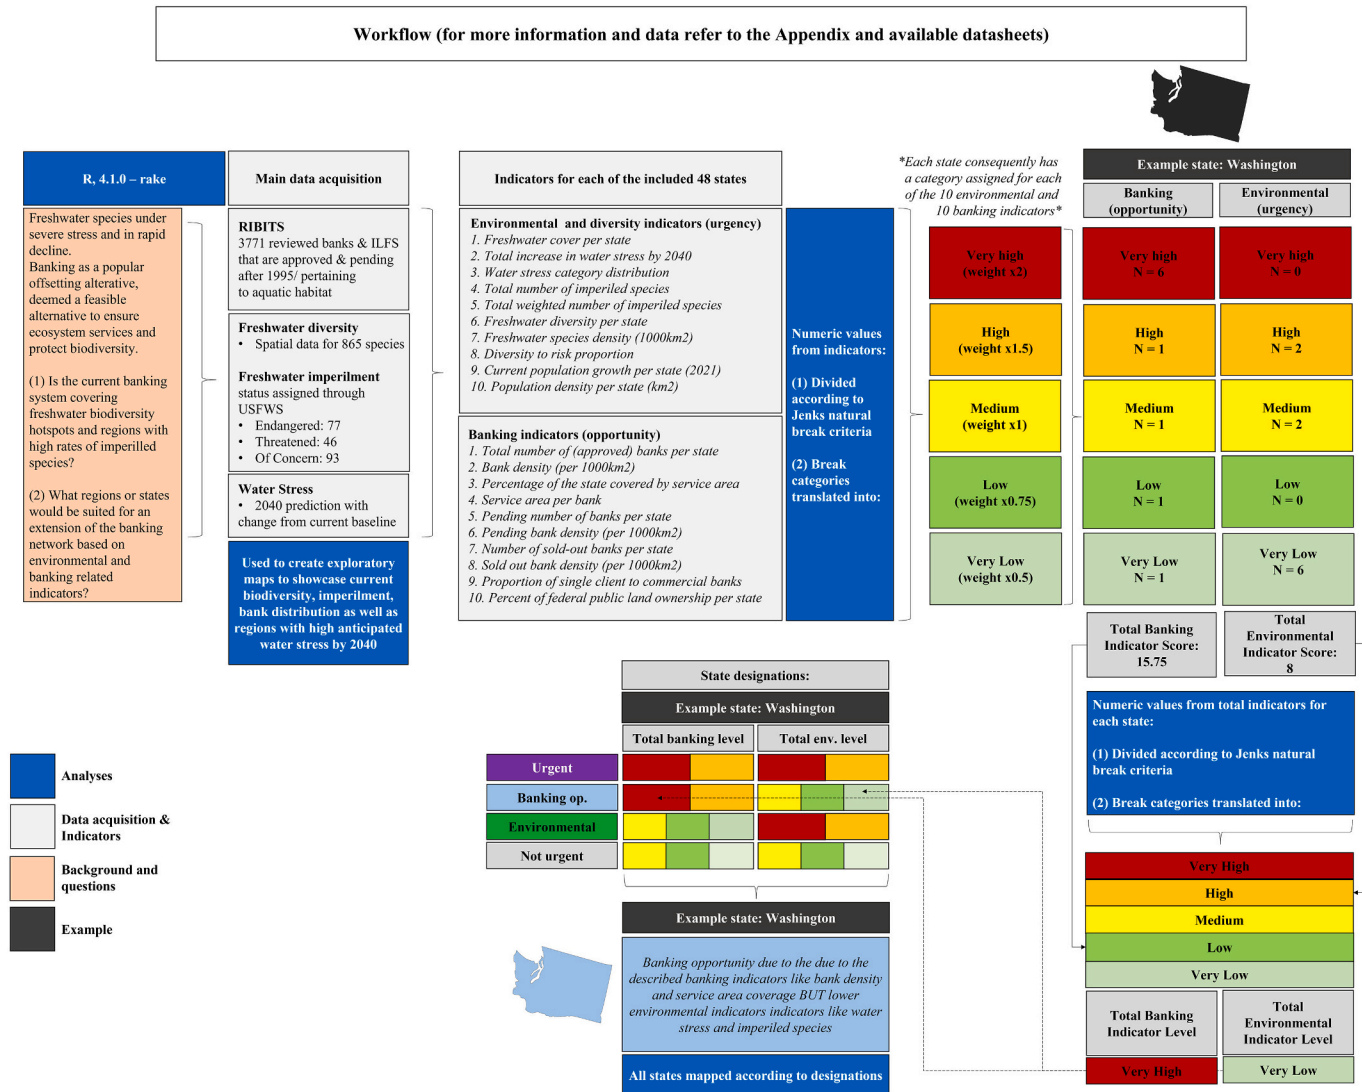 Workflow (for more information and data refer to the Appendix and available datasheets)
R, 4.1.0 – rake
Freshwater species under
severe stress and in rapid
decline.
Banking as a popular
offsetting alterative,
deemed a feasible
alternative to ensure
ecosystem services and
protect biodiversity.
(1) Is the current banking
system covering
freshwater biodiversity
hotspots and regions with
high rates of imperilled
species?
(2) What regions or states
would be suited for an
extension of the banking
network based on
environmental and
banking related
indicators?
Main data acquisition
RIBITS
3771 reviewed banks & ILFS
that are approved & pending
after 1995/ pertaining
to aquatic habitat
Freshwater diversity
• Spatial data for 865 species
Freshwater imperilment
status assigned through
USFWS
• Endangered: 77
• Threatened: 46
• Of Concern: 93
Water Stress
• 2040 prediction with
change from current baseline
Used to create exploratory
maps to showcase current
biodiversity, imperilment,
bank distribution as well as
regions with high anticipated
water stress by 2040
Indicators for each of the included 48 states
Environmental and diversity indicators (urgency)
1. Freshwater cover per state
2. Total increase in water stress by 2040
3. Water stress category distribution
4. Total number of imperiled species
5. Total weighted number of imperiled species
6. Freshwater diversity per state
7. Freshwater species density (1000km2)
8. Diversity to risk proportion
9. Current population growth per state (2021)
10. Population density per state (km2)
Banking indicators (opportunity)
1. Total number of (approved) banks per state
2. Bank density (per 1000km2)
3. Percentage of the state covered by service area
4. Service area per bank
5. Pending number of banks per state
6. Pending bank density (per 1000km2)
7. Number of sold-out banks per state
8. Sold out bank density (per 1000km2)
9. Proportion of single client to commercial banks
10. Percent of federal public land ownership per state
Numeric values
from indicators:
(1) Divided
according to
Jenks natural
break criteria
(2) Break
categories
translated into:
*Each state consequently has
a category assigned for each
of the 10 environmental and
10 banking indicators*
Very high
(weight x2)
High
(weight x1.5)
Medium
(weight x1)
Low
(weight x0.75)
Very Low
(weight x0.5)
Example state: Washington
Banking
(opportunity)
Environmental
(urgency)
Very high
N = 6
Very high
N = 0
High
N = 1
High
N = 2
Medium
N = 1
Medium
N = 2
Low
N = 1
Low
N = 0
Very Low
N = 1
Very Low
N = 6
Total Banking
Indicator Score:
15.75
Total
Environmental
Indicator Score:
8
Numeric values from total indicators for
each state:
(1) Divided according to Jenks natural
break criteria
(2) Break categories translated into:
Very High
High
Medium
Low
Very Low
Total Banking
Indicator Level
Total
Environmental
Indicator Level
Very High
Very Low
State designations:
Example state: Washington
Total banking level
Total env. level
Urgent
Banking op.
Environmental
Not urgent
Example state: Washington
Banking opportunity due to the due to the
described banking indicators like bank density
and service area coverage BUT lower
environmental indicators indicators like water
stress and imperiled species
All states mapped according to designations
Analyses
Data acquisition &
Indicators
Background and
questions
Example